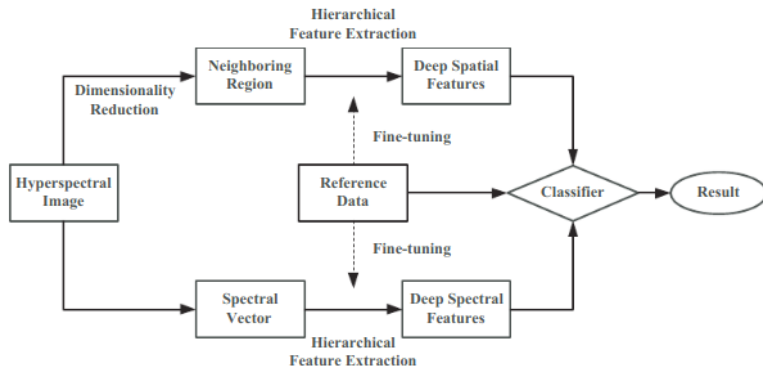 Hierarchical
Feature Extraction
Neighboring
Region
Deep Spatial
Features
Dimensionality
Reduction
Fine-tuning
Hyperspectral
Image
Reference
Data
Classifier
Result
Fine-tuning
Spectral
Vector
Deep Spectral
Features
Hierarchical
Feature Extraction